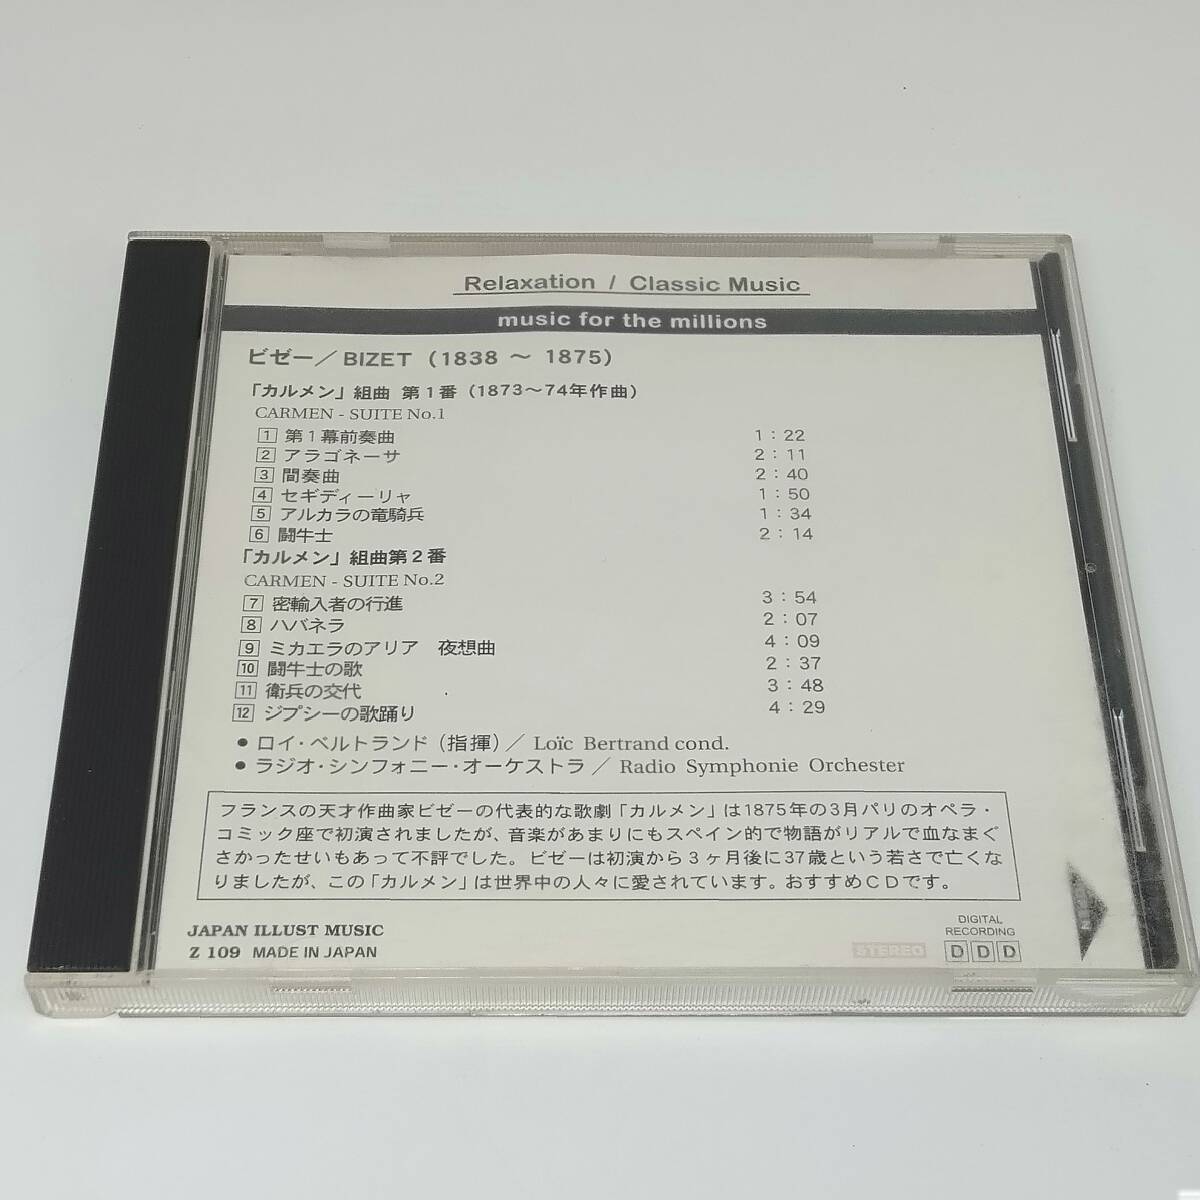 Relaxation / Classic Music
music for the millions
ビゼー／BIZET (1838 ～ 1875)
「カルメン」組曲 第１番 (1873～74年作曲)
CARMEN - SUITE No.1
1 第１幕前奏曲 1：22
2 アラゴネーサ 2：11
3 間奏曲 2：40
4 セギディーリャ 1：50
5 アルカラの竜騎兵 1：34
6 闘牛士 2：14
「カルメン」組曲第２番
CARMEN - SUITE No.2
7 密輸入者の行進 3：54
8 ハバネラ 2：07
9 ミカエラのアリア　夜想曲 4：09
10 闘牛士の歌 2：37
11 衛兵の交代 3：48
12 ジプシーの歌踊り 4：29
● ロイ・ベルトランド（指揮）／ Loïc Bertrand cond.
● ラジオ・シンフォニー・オーケストラ／ Radio Symphonie Orchester
フランスの天才作曲家ビゼーの代表的な歌劇「カルメン」は1875年の３月パリのオペラ・
コミック座で初演されましたが、音楽があまりにもスペイン的で物語がリアルで血なまぐ
さかったせいもあって不評でした。ビゼーは初演から３ヶ月後に37歳という若さで亡くな
りましたが、この「カルメン」は世界中の人々に愛されています。おすすめＣＤです。
JAPAN ILLUST MUSIC
Z 109 MADE IN JAPAN
STEREO
DIGITAL
RECORDING
D D D